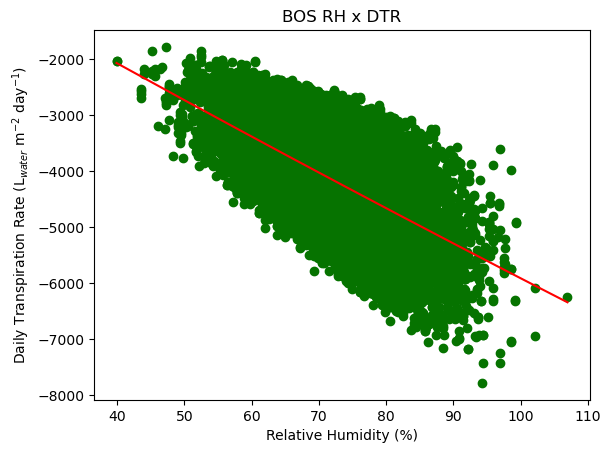 BOS RH x DTR
Daily Transpiration Rate (L$_{water}$ m$^{-2}$ day$^{-1}$)
−2000
−3000
−4000
−5000
−6000
−7000
−8000
40 50 60 70 80 90 100 110
Relative Humidity (%)